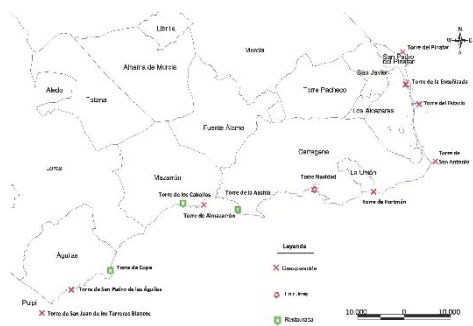 Librilla
Murcia
Torre del Pinatar
San Pedro
del Pinatar
Alhama de Murcia
San Javier
Torre de la Encañizada
Aledo
Totana
Torre Pacheco
Torre del Estacio
Los Alcázares
Fuente Álamo
Cartagena
Torre de
San Antonio
Lorca
La Unión
Mazarrón
Torre Navidad
Torre de los Caballos
Torre de la Azohía
Torre de Portmán
Torre de Almazarrón
Águilas
Leyenda
Torre de Cope
Desaparecida
Torre de San Pedro de las Águilas
Pulpí
Torre de San Juan de los Terreros Blancos
Restaurada
10.000 0 10.000